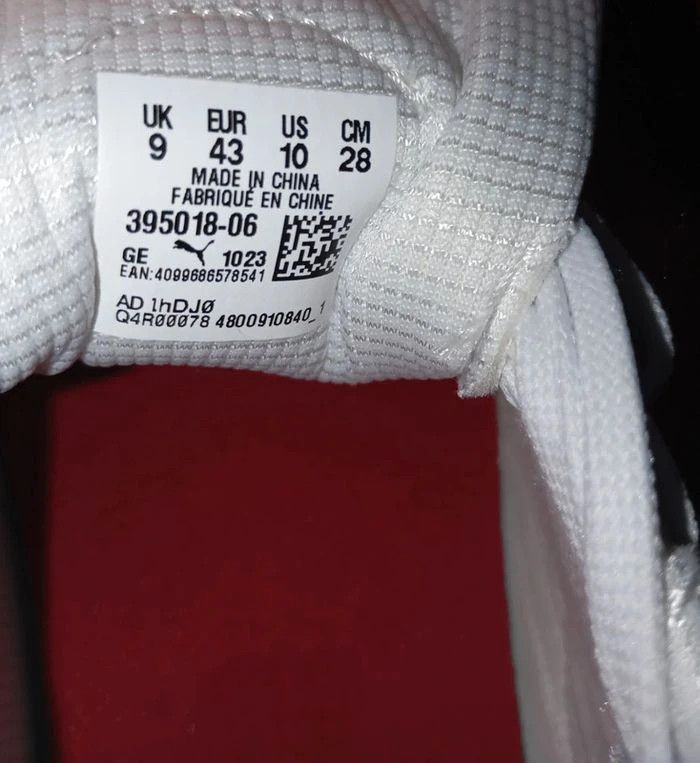 UK EUR US CM
9 43 10 28
MADE IN CHINA
FABRIQUÉ EN CHINE
395018-06
GE 1023
EAN:4099686578541
AD lhDJ0
Q4R00078 4800910840_1